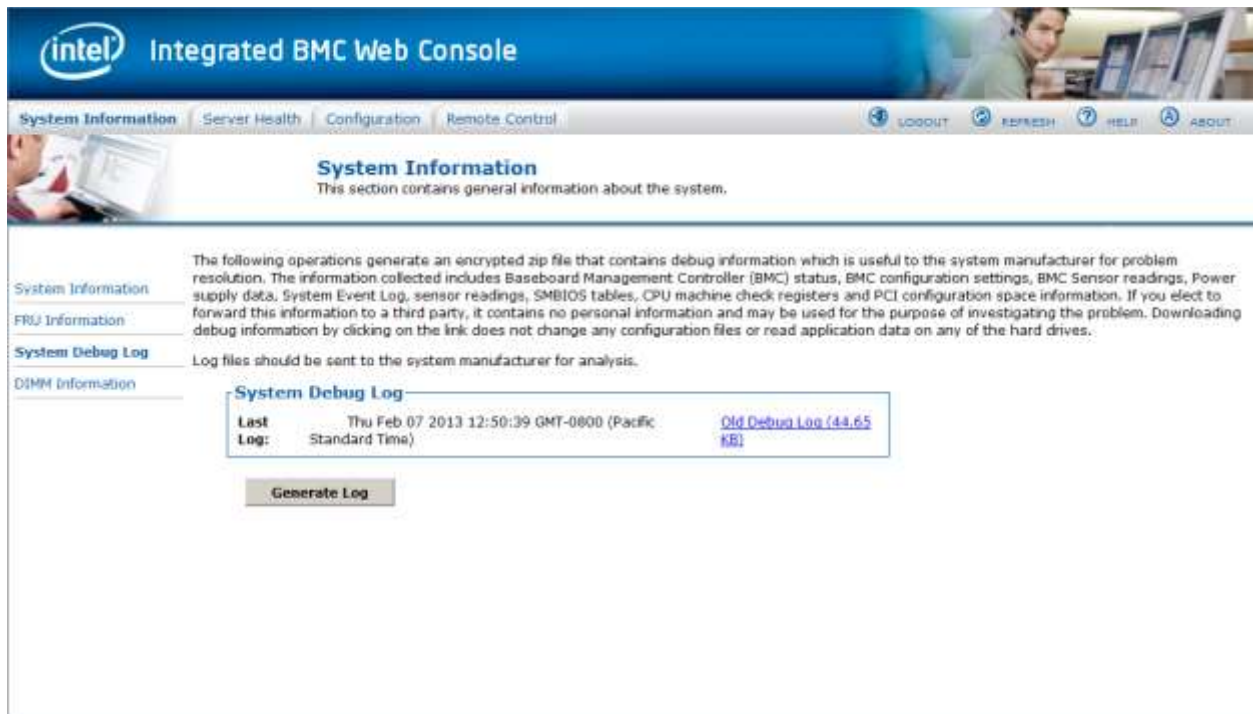 intel Integrated BMC Web Console
System Information Server Health Configuration Remote Control LOGOUT REFRESH HELP ABOUT
System Information
This section contains general information about the system.
The following operations generate an encrypted zip file that contains debug information which is useful to the system manufacturer for problem
resolution. The information collected includes Baseboard Management Controller (BMC) status, BMC configuration settings, BMC Sensor readings, Power
supply data, System Event Log, sensor readings, SMBIOS tables, CPU machine check registers and PCI configuration space information. If you elect to
forward this information to a third party, it contains no personal information and may be used for the purpose of investigating the problem. Downloading
debug information by clicking on the link does not change any configuration files or read application data on any of the hard drives.
Log files should be sent to the system manufacturer for analysis.
System Information
FRU Information
System Debug Log
DIMM Information
System Debug Log
Last Thu Feb 07 2013 12:50:39 GMT-0800 (Pacific Old Debug Log (44.65
Log: Standard Time) KB)
Generate Log